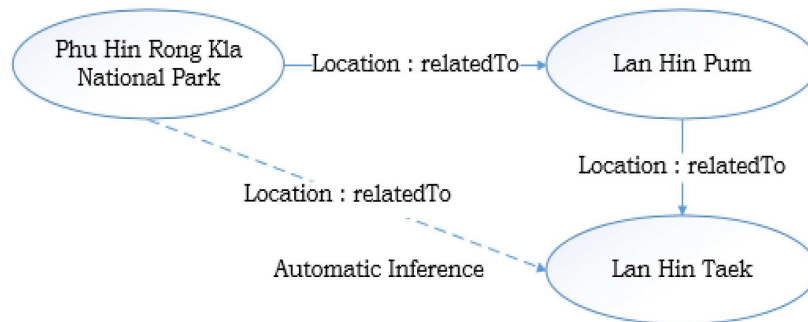 Phu Hin Rong Kla
National Park
Location : relatedTo
Lan Hin Pum
Location : relatedTo
Location : relatedTo
Automatic Inference
Lan Hin Taek